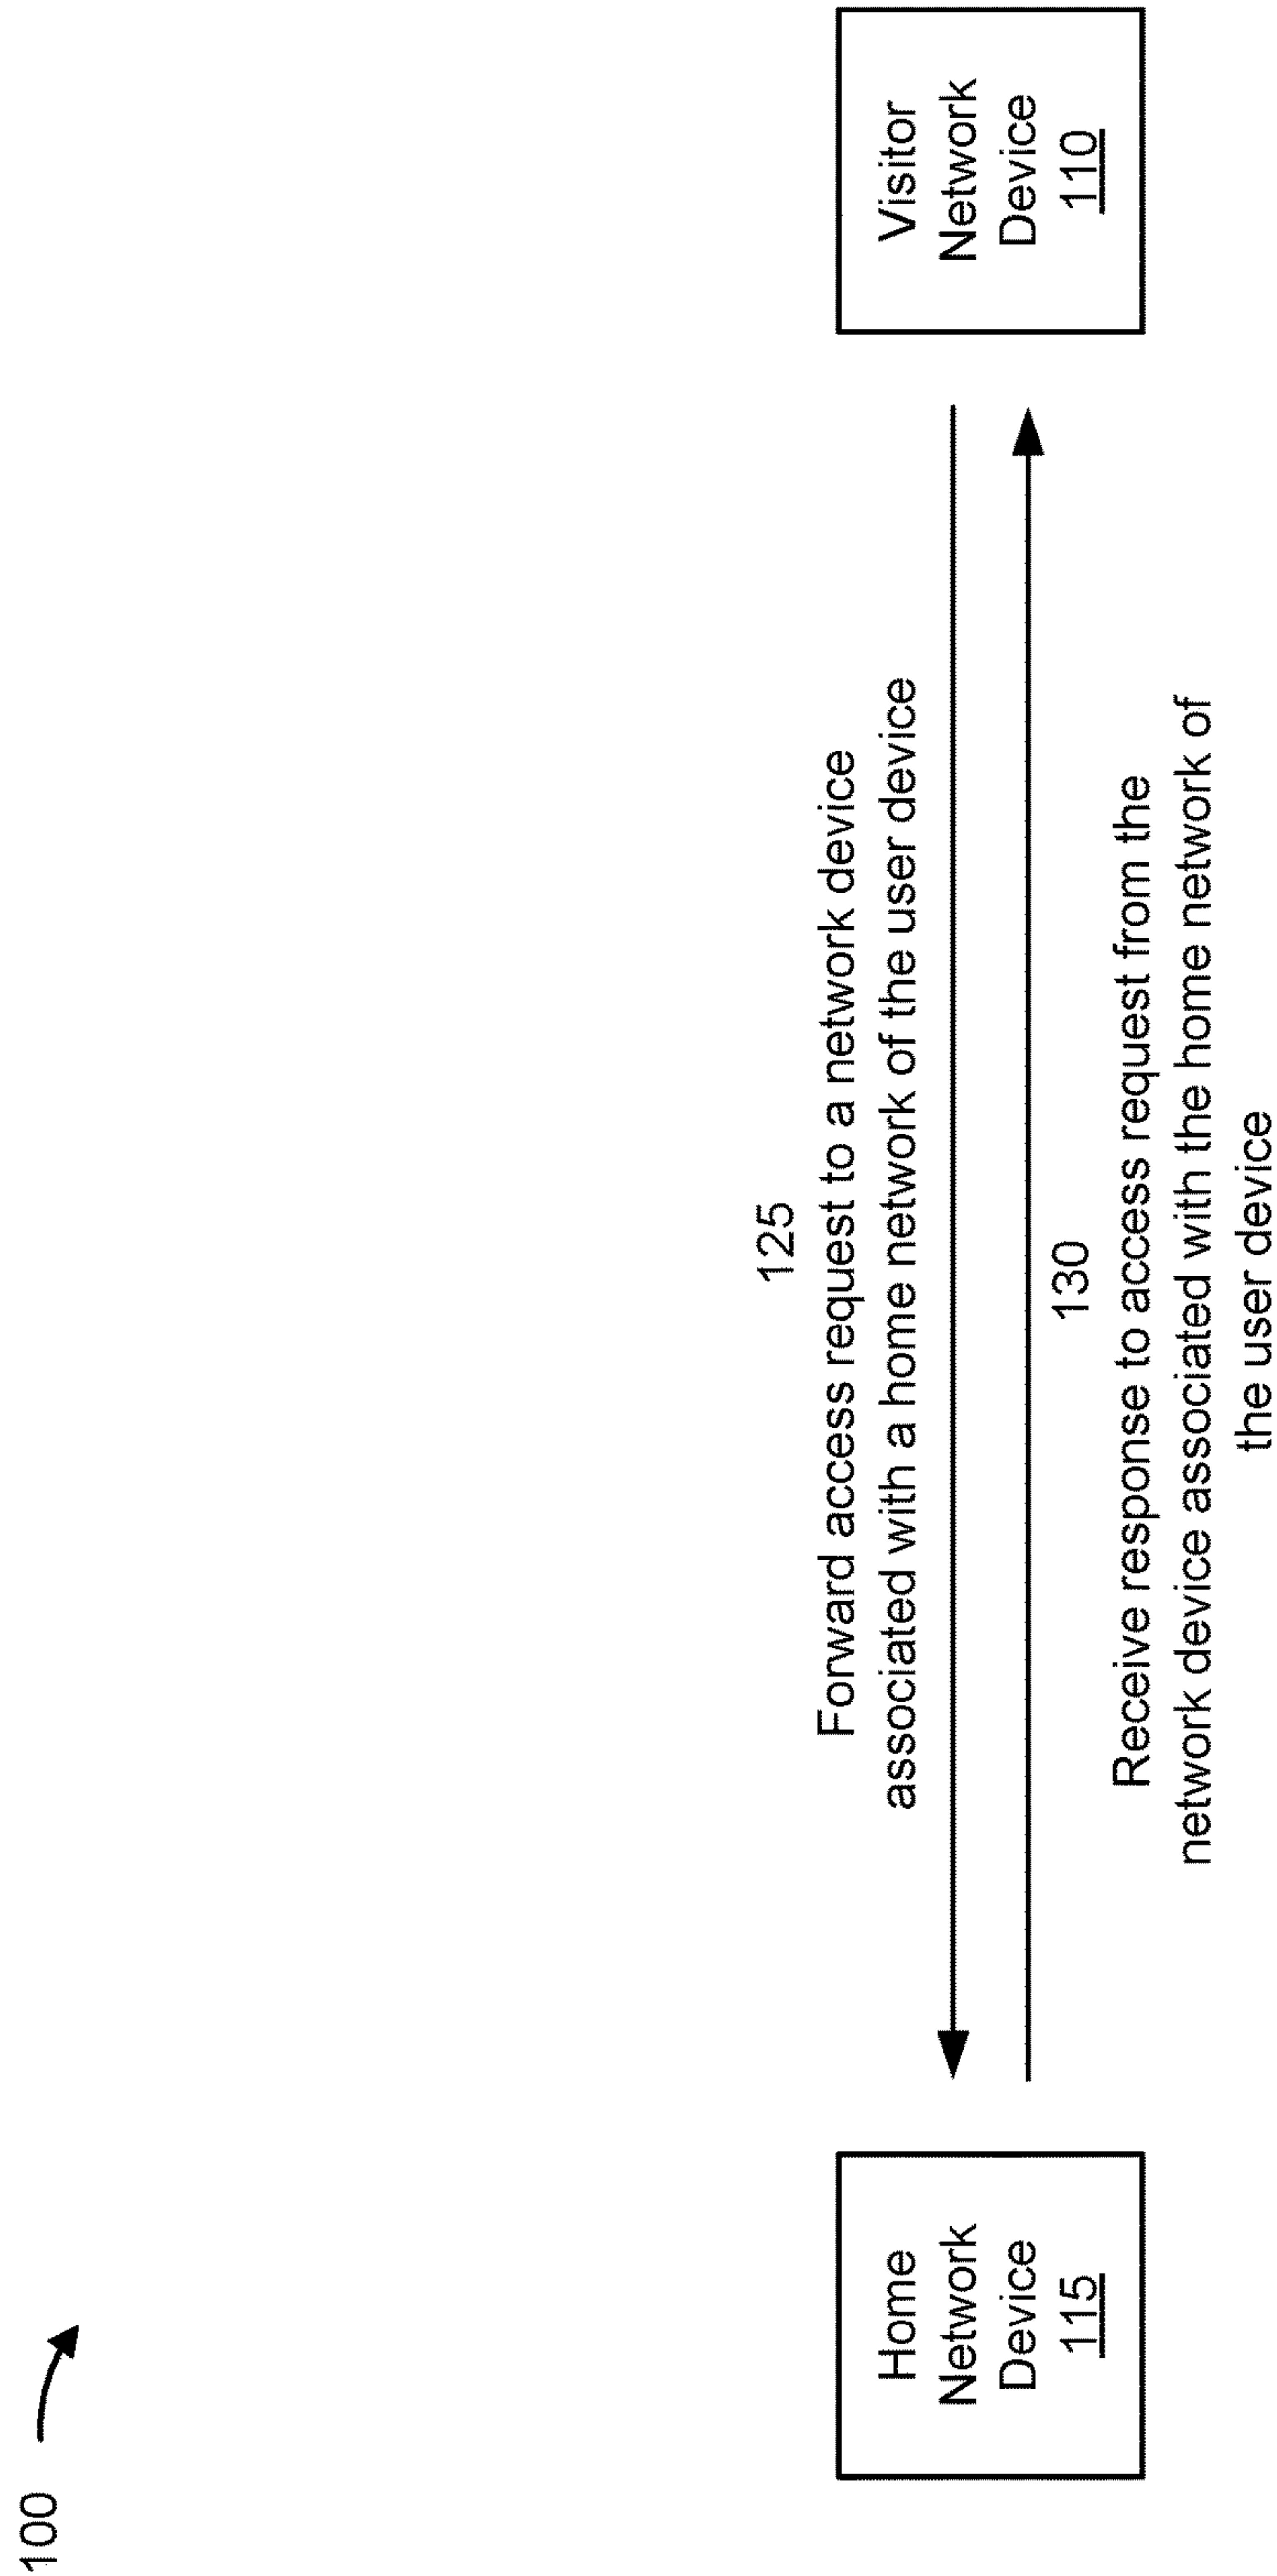 100
Home
Network
Device
115
125
Forward access request to a network device
associated with a home network of the user device
130
Receive response to access request from the
network device associated with the home network of
the user device
Visitor
Network
Device
110